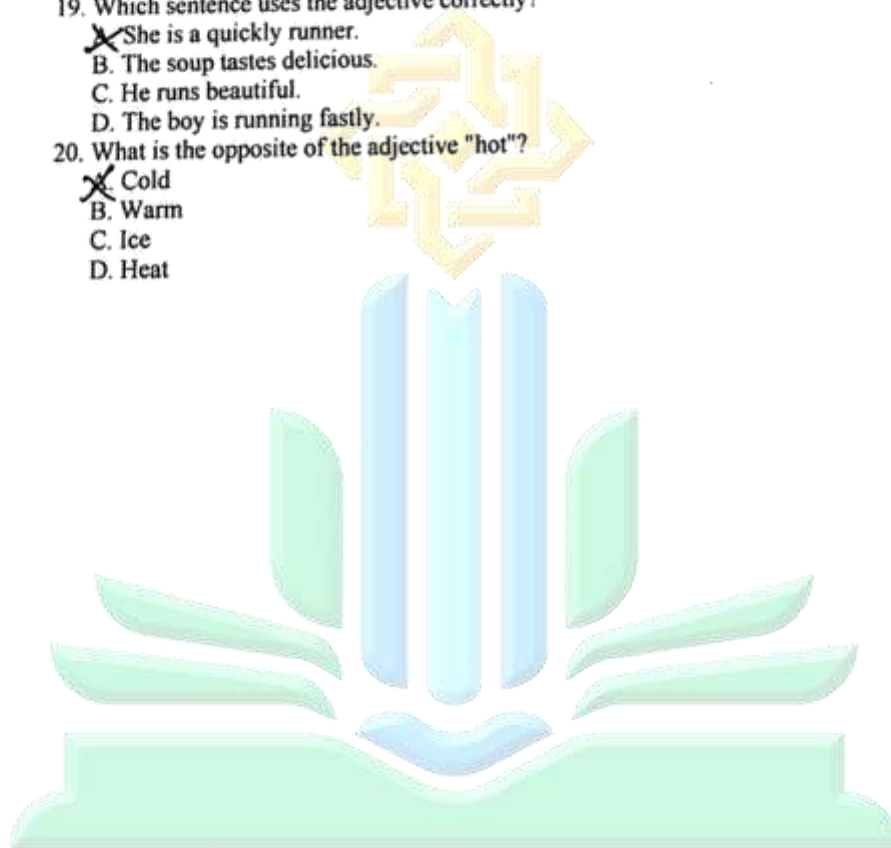 19. Which sentence uses the adjective correctly?
A. She is a quickly runner.
B. The soup tastes delicious.
C. He runs beautiful.
D. The boy is running fastly.
20. What is the opposite of the adjective "hot"?
A. Cold
B. Warm
C. Ice
D. Heat